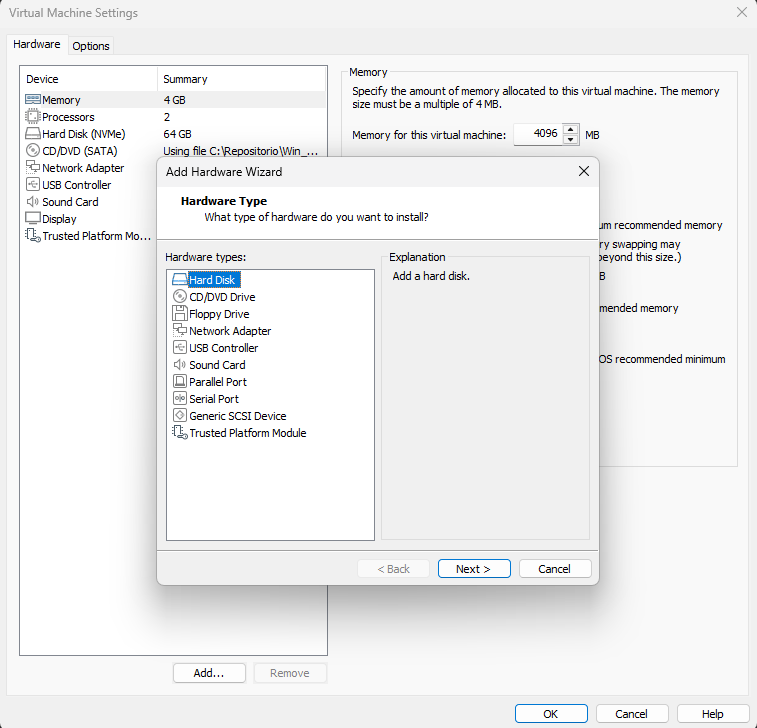 Virtual Machine Settings
Hardware
Options
Device Summary
Memory 4 GB
Processors 2
Hard Disk (NVMe) 64 GB
CD/DVD (SATA) Using file C:\Repositorio\Win_...
Network Adapter
USB Controller
Sound Card
Display
Trusted Platform Mo...
Memory
Specify the amount of memory allocated to this virtual machine. The memory
size must be a multiple of 4 MB.
Memory for this virtual machine: 4096 MB
um recommended memory
ry swapping may
beyond this size.)
B
mended memory
OS recommended minimum
Add Hardware Wizard
Hardware Type
What type of hardware do you want to install?
Hardware types:
Hard Disk
CD/DVD Drive
Floppy Drive
Network Adapter
USB Controller
Sound Card
Parallel Port
Serial Port
Generic SCSI Device
Trusted Platform Module
Explanation
Add a hard disk.
< Back Next > Cancel
Add... Remove
OK Cancel Help